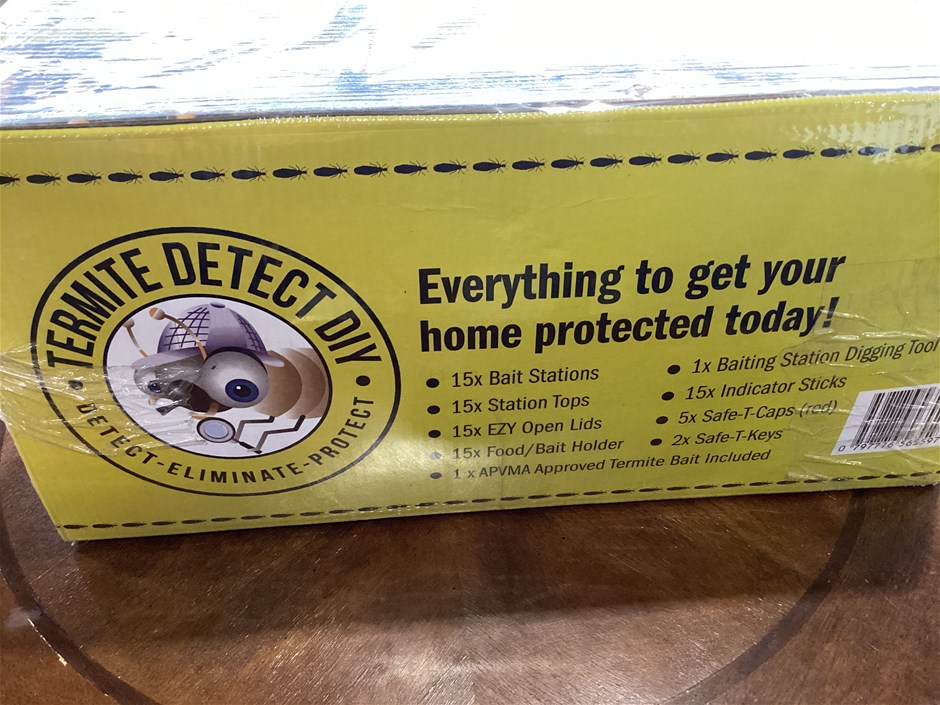 TERMITE DETECT DIY
DETECT-ELIMINATE-PROTECT
Everything to get your
home protected today!
15x Bait Stations
15x Station Tops
15x EZY Open Lids
15x Food/Bait Holder
1 x APVMA Approved Termite Bait Included
1x Baiting Station Digging Tool
15x Indicator Sticks
5x Safe-T-Caps (red)
2x Safe-T-Keys